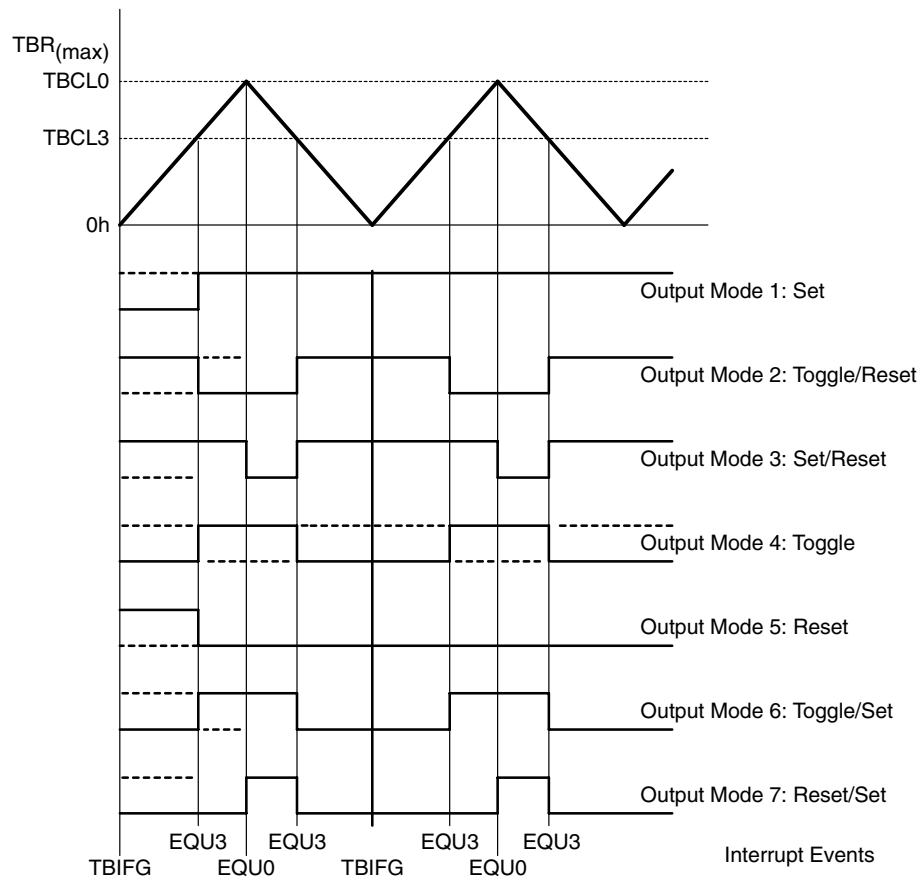 TBR(max)
TBCL0
TBCL3
0h
Output Mode 1: Set
Output Mode 2: Toggle/Reset
Output Mode 3: Set/Reset
Output Mode 4: Toggle
Output Mode 5: Reset
Output Mode 6: Toggle/Set
Output Mode 7: Reset/Set
EQU3 EQU3 EQU3 EQU3
TBIFG EQU0 TBIFG EQU0 Interrupt Events